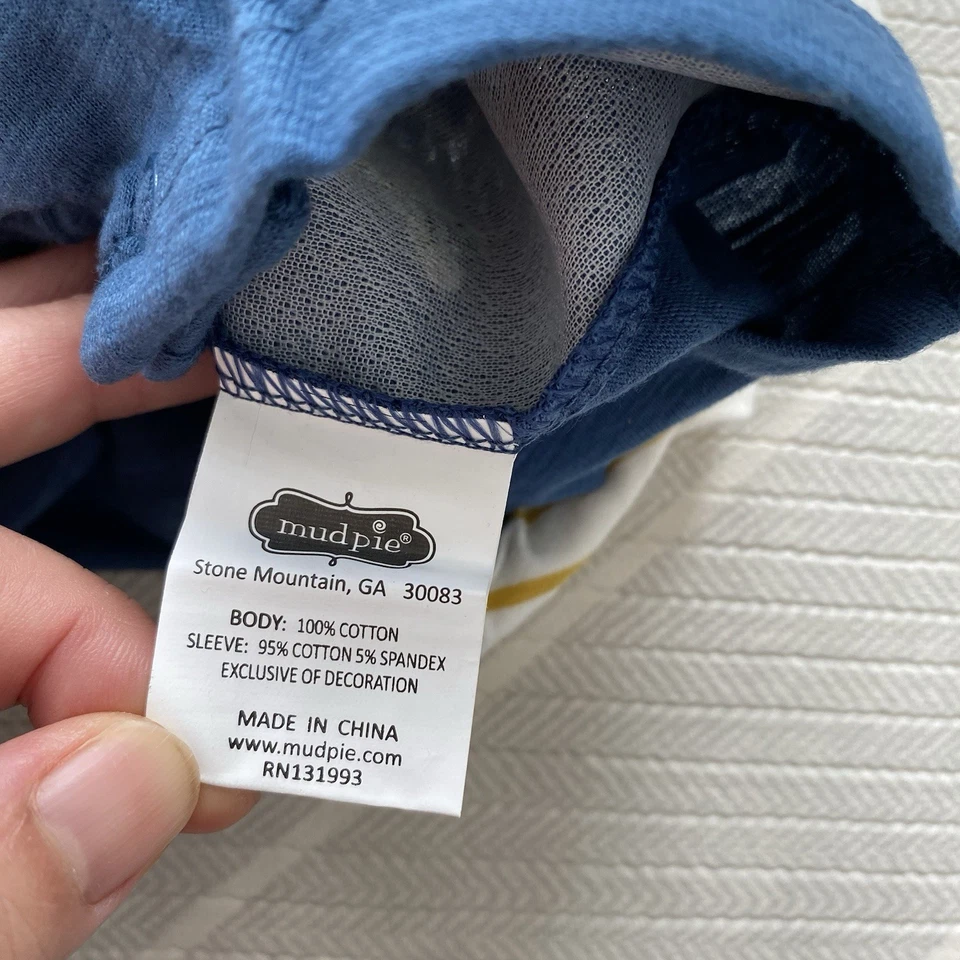 mudpie®
Stone Mountain, GA 30083
BODY: 100% COTTON
SLEEVE: 95% COTTON 5% SPANDEX
EXCLUSIVE OF DECORATION
MADE IN CHINA
www.mudpie.com
RN131993